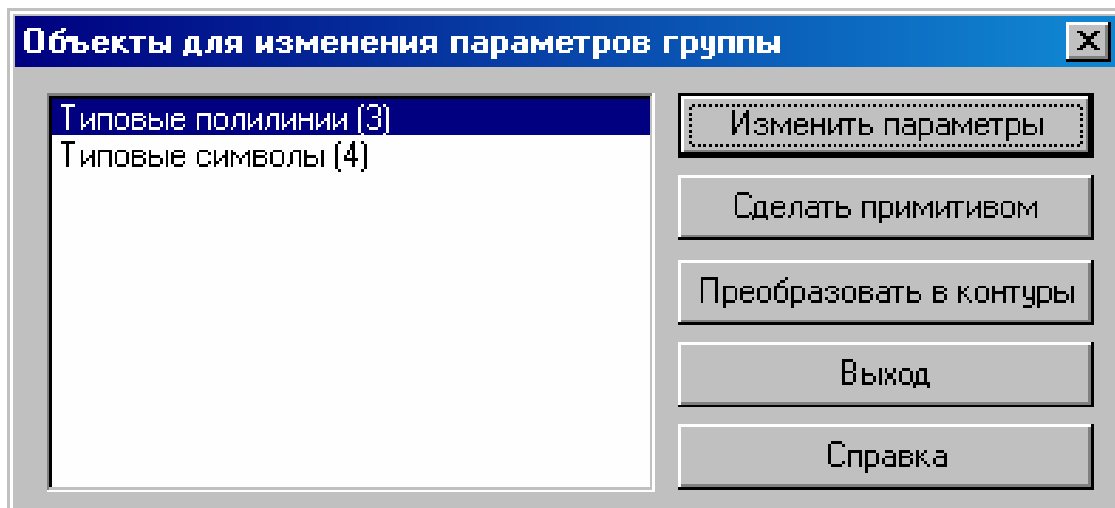 Объекты для изменения параметров группы
Типовые полилинии (3)
Типовые символы (4)
Изменить параметры
Сделать примитивом
Преобразовать в контуры
Выход
Справка